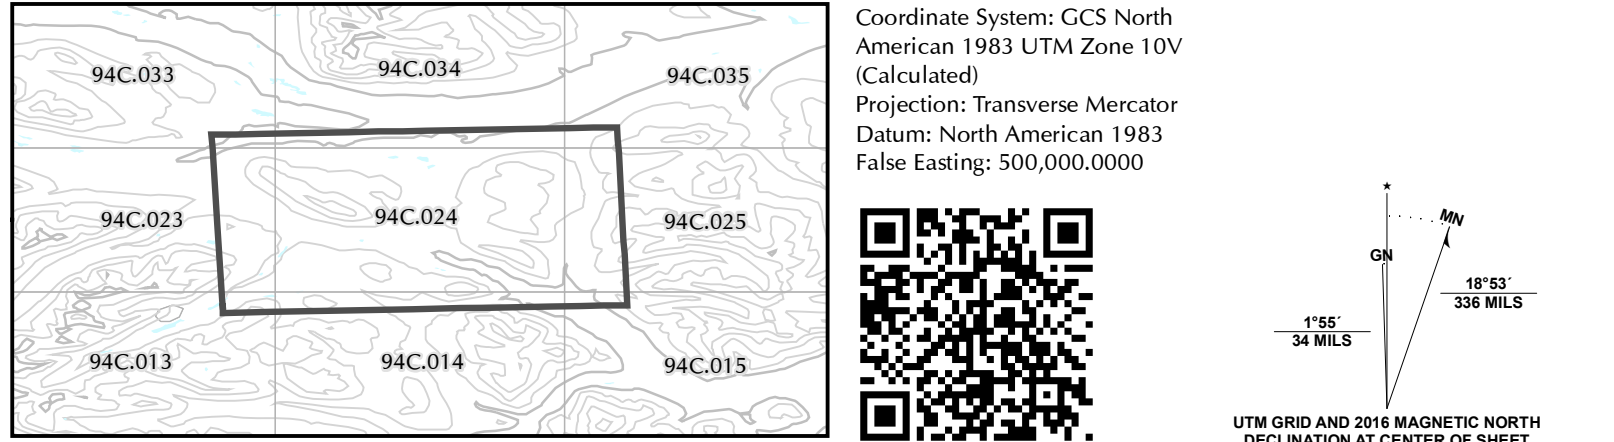 94C.033
94C.034
94C.035
94C.023
94C.024
94C.025
94C.013
94C.014
94C.015
Coordinate System: GCS North
American 1983 UTM Zone 10V
(Calculated)
Projection: Transverse Mercator
Datum: North American 1983
False Easting: 500,000.0000
MN
GN
18°53´
336 MILS
1°55´
34 MILS
UTM GRID AND 2016 MAGNETIC NORTH
DECLINATION AT CENTER OF SHEET